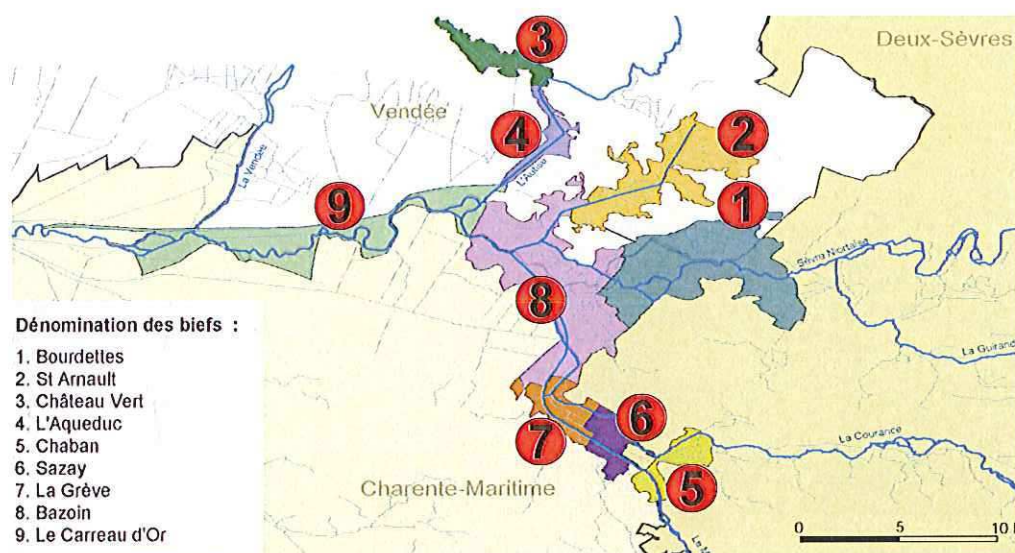 3
Deux-Sèvres
Vendée
4
2
L'Autise
La Vendée
9
1
Sèvre Niortaise
8
Dénomination des biefs :
1. Bourdettes
2. St Arnault
3. Château Vert
4. L'Aqueduc
5. Chaban
6. Sazay
7. La Grève
8. Bazoin
9. Le Carreau d'Or
La Guirand
6
La Courance
7
5
Charente-Maritime
0 5 10